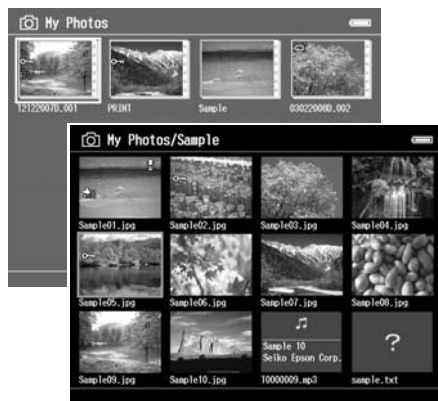 My Photos
12122007D.001
PRINT
Sample
03022008D.002
My Photos/Sample
Sample01.jpg
Sample02.jpg
Sample03.jpg
Sample04.jpg
Sample05.jpg
Sample06.jpg
Sample07.jpg
Sample08.jpg
Sample 10
Seiko Epson Corp.
?
Sample09.jpg
Sample10.jpg
T0000009.mp3
sample.txt